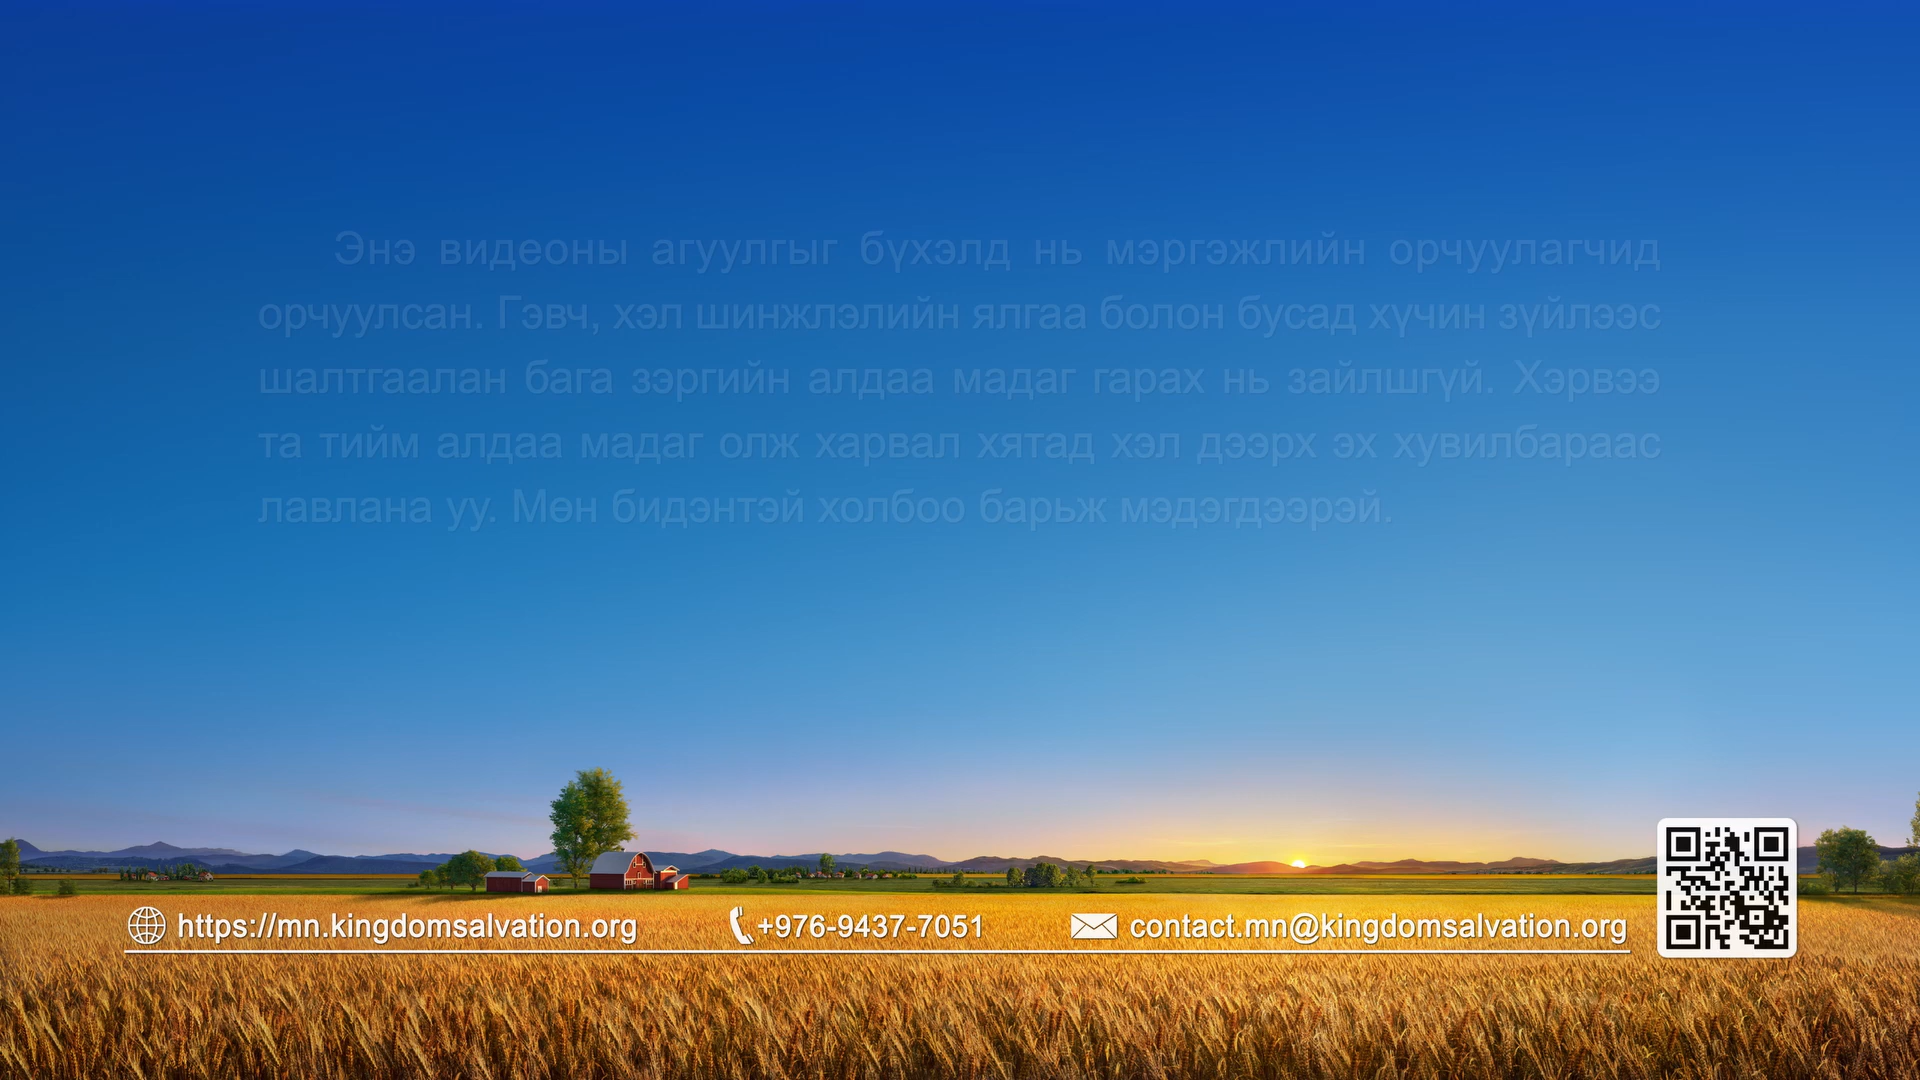 Энэ видеоны агуулгыг бүхэлд нь мэргэжлийн орчуулагчид
орчуулсан. Гэвч, хэл шинжлэлийн ялгаа болон бусад хүчин зүйлээс
шалтгаалан бага зэргийн алдаа мадаг гарах нь зайлшгүй. Хэрвээ
та тийм алдаа мадаг олж харвал хятад хэл дээрх эх хувилбараас
лавлана уу. Мөн бидэнтэй холбоо барьж мэдэгдээрэй.
https://mn.kingdomsalvation.org +976-9437-7051 contact.mn@kingdomsalvation.org